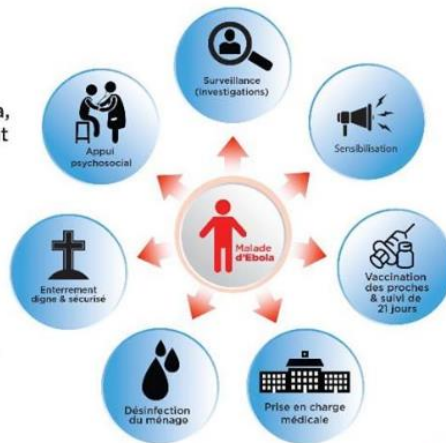 a,
t
Surveillance
(Investigations)
Sensibilisation
Vaccination
des proches
& suivi de
21 jours
Prise en charge
médicale
Désinfection
du ménage
Enterrement
digne & sécurisé
Appui
psychosocial
Malade
d'Ebola